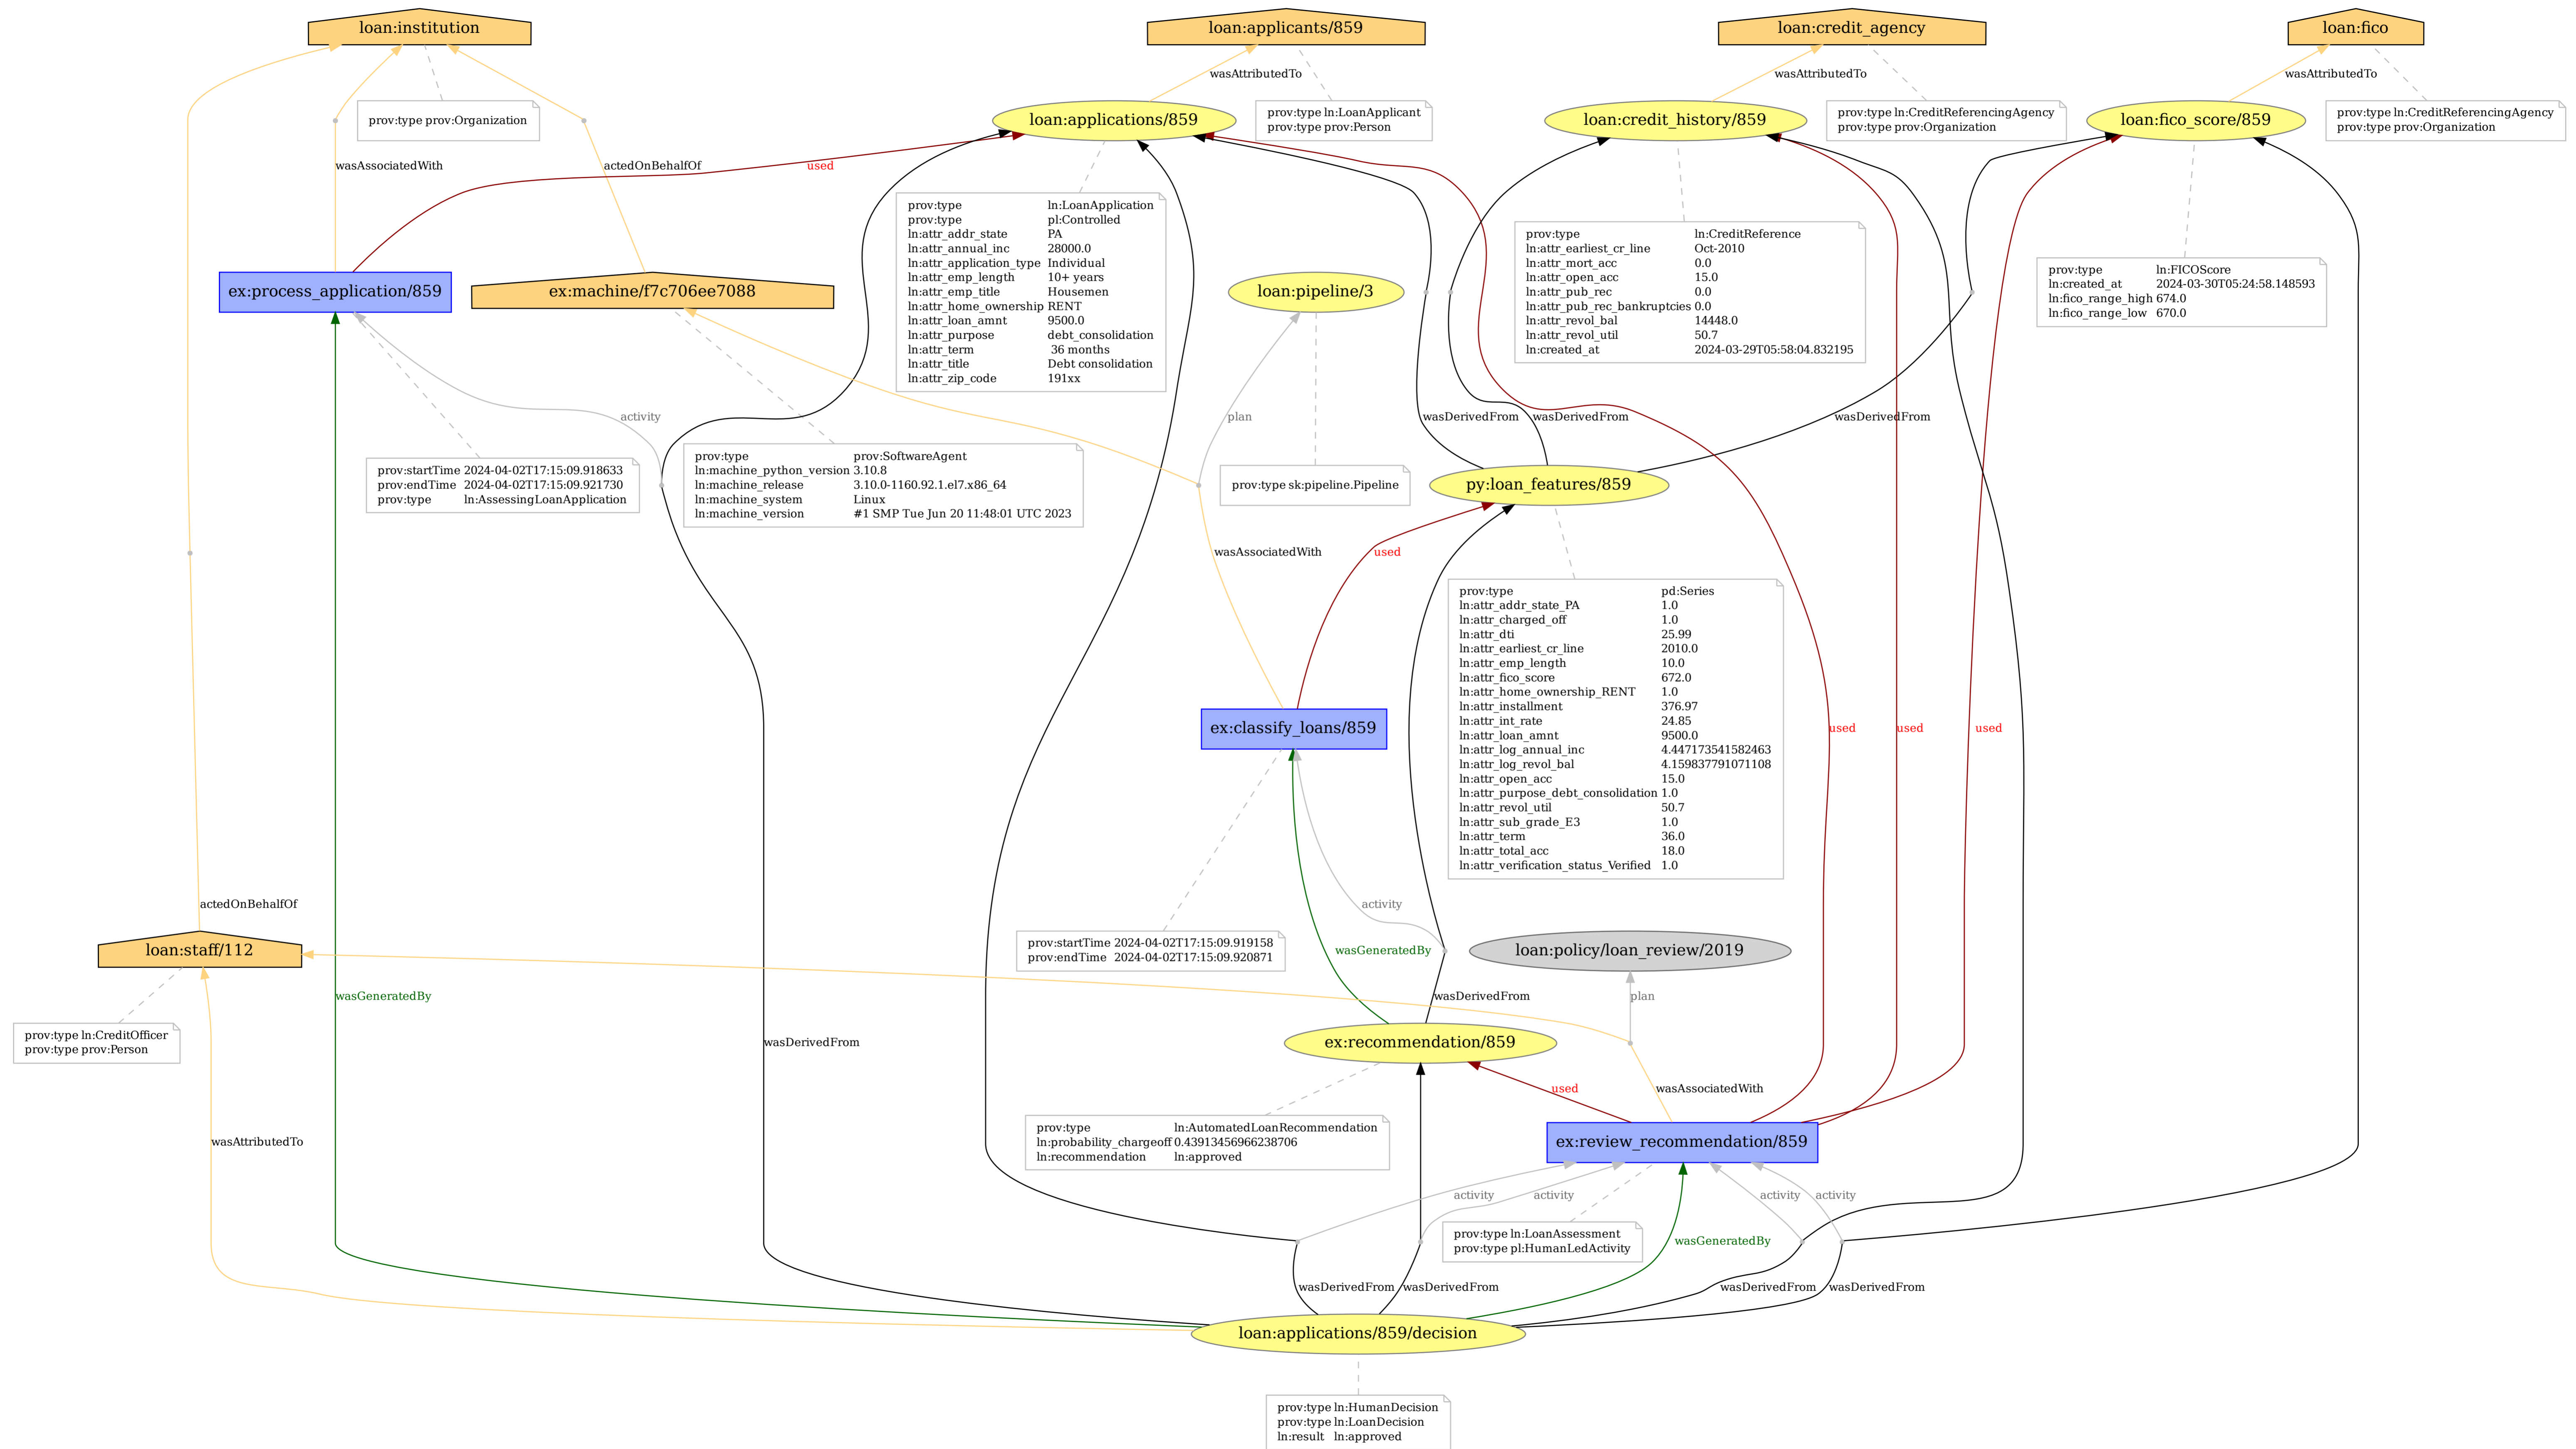 loan:institution
loan:applicants/859
loan:credit_agency
loan:fico
wasAttributedTo
wasAttributedTo
wasAttributedTo
prov:type prov:Organization
loan:applications/859
prov:type ln:LoanApplicant
prov:type prov:Person
loan:credit_history/859
prov:type ln:CreditReferencingAgency
prov:type prov:Organization
loan:fico_score/859
prov:type ln:CreditReferencingAgency
prov:type prov:Organization
wasAssociatedWith
actedOnBehalfOf
used
prov:type ln:LoanApplication
prov:type pl:Controlled
ln:attr_addr_state PA
ln:attr_annual_inc 28000.0
ln:attr_application_type Individual
ln:attr_emp_length 10+ years
ln:attr_emp_title Housemen
ln:attr_home_ownership RENT
ln:attr_loan_amnt 9500.0
ln:attr_purpose debt_consolidation
ln:attr_term 36 months
ln:attr_title Debt consolidation
ln:attr_zip_code 191xx
prov:type ln:CreditReference
ln:attr_earliest_cr_line Oct-2010
ln:attr_mort_acc 0.0
ln:attr_open_acc 15.0
ln:attr_pub_rec 0.0
ln:attr_pub_rec_bankruptcies 0.0
ln:attr_revol_bal 14448.0
ln:attr_revol_util 50.7
ln:created_at 2024-03-29T05:58:04.832195
prov:type ln:FICOScore
ln:created_at 2024-03-30T05:24:58.148593
ln:fico_range_high 674.0
ln:fico_range_low 670.0
ex:process_application/859
ex:machine/f7c706ee7088
loan:pipeline/3
activity
plan
wasDerivedFrom
wasDerivedFrom
wasDerivedFrom
prov:startTime 2024-04-02T17:15:09.918633
prov:endTime 2024-04-02T17:15:09.921730
prov:type ln:AssessingLoanApplication
prov:type prov:SoftwareAgent
ln:machine_python_version 3.10.8
ln:machine_release 3.10.0-1160.92.1.el7.x86_64
ln:machine_system Linux
ln:machine_version #1 SMP Tue Jun 20 11:48:01 UTC 2023
prov:type sk:pipeline.Pipeline
py:loan_features/859
wasAssociatedWith
used
prov:type pd:Series
ln:attr_addr_state_PA 1.0
ln:attr_charged_off 1.0
ln:attr_dti 25.99
ln:attr_earliest_cr_line 2010.0
ln:attr_emp_length 10.0
ln:attr_fico_score 672.0
ln:attr_home_ownership_RENT 1.0
ln:attr_installment 376.97
ln:attr_int_rate 24.85
ln:attr_loan_amnt 9500.0
ln:attr_log_annual_inc 4.447173541582463
ln:attr_log_revol_bal 4.159837791071108
ln:attr_open_acc 15.0
ln:attr_purpose_debt_consolidation 1.0
ln:attr_revol_util 50.7
ln:attr_sub_grade_E3 1.0
ln:attr_term 36.0
ln:attr_total_acc 18.0
ln:attr_verification_status_Verified 1.0
ex:classify_loans/859
used
used
used
actedOnBehalfOf
activity
loan:staff/112
prov:startTime 2024-04-02T17:15:09.919158
prov:endTime 2024-04-02T17:15:09.920871
wasGeneratedBy
loan:policy/loan_review/2019
wasGeneratedBy
wasDerivedFrom
plan
prov:type ln:CreditOfficer
prov:type prov:Person
wasDerivedFrom
ex:recommendation/859
used
wasAssociatedWith
prov:type ln:AutomatedLoanRecommendation
ln:probability_chargeoff 0.43913456966238706
ln:recommendation ln:approved
wasAttributedTo
ex:review_recommendation/859
activity
activity
activity
activity
prov:type ln:LoanAssessment
prov:type pl:HumanLedActivity
wasGeneratedBy
wasDerivedFrom
wasDerivedFrom
wasDerivedFrom
wasDerivedFrom
loan:applications/859/decision
prov:type ln:HumanDecision
prov:type ln:LoanDecision
ln:result ln:approved